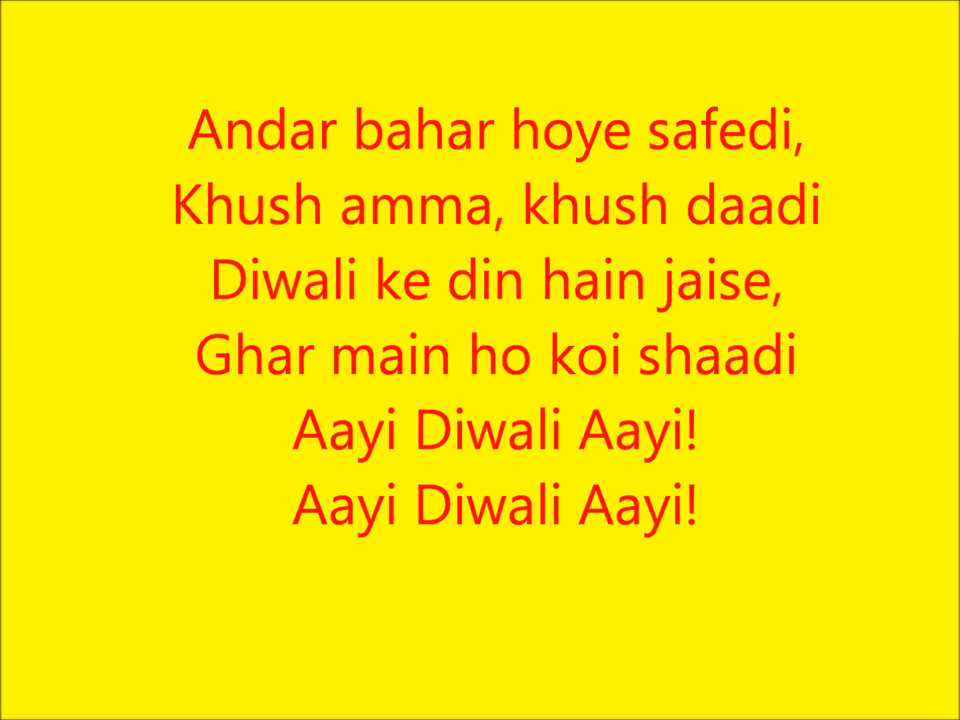 Andar bahar hoye safedi,
Khush amma, khush daadi
Diwali ke din hain jaise,
Ghar main ho koi shaadi
Aayi Diwali Aayi!
Aayi Diwali Aayi!